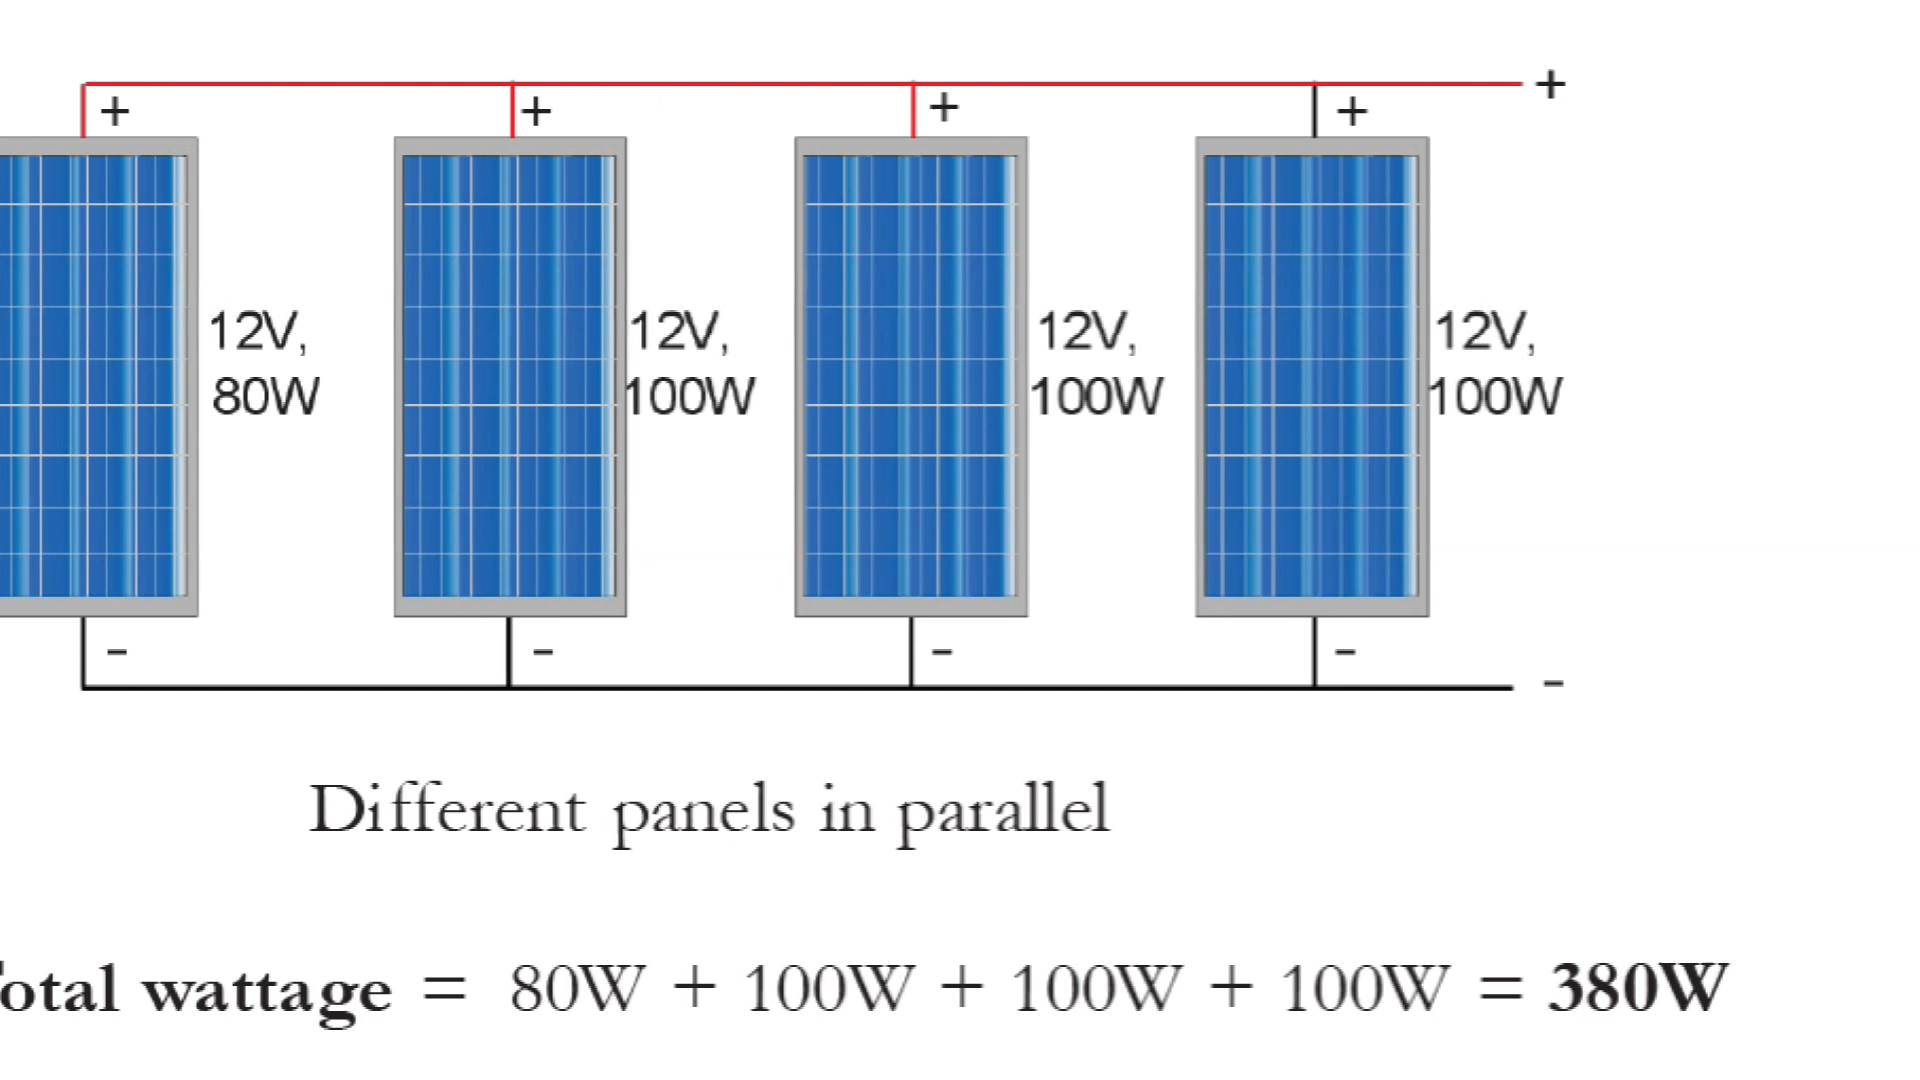 +
+ + + +
12V, 12V, 12V, 12V,
80W 100W 100W 100W
- - - -
-
Different panels in parallel
otal wattage = 80W + 100W + 100W + 100W = 380W